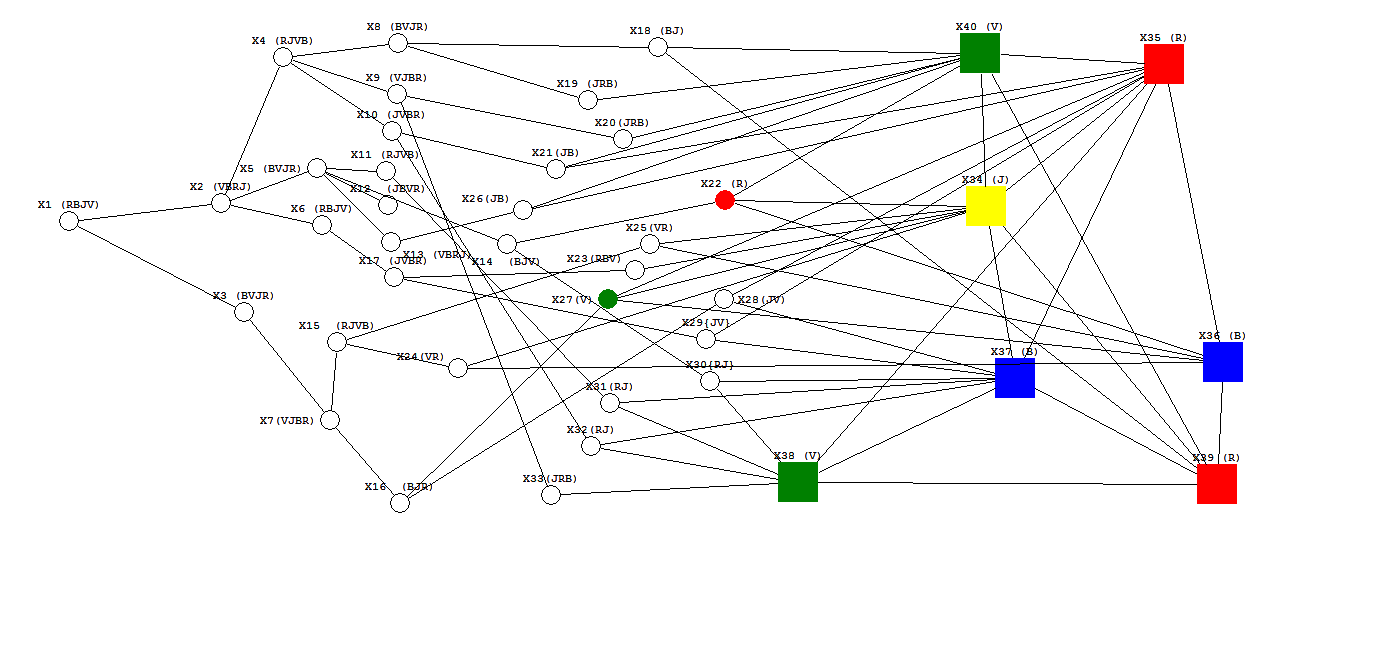 X8 (BVJR)
X40 (V)
X18 (BJ)
X4 (RJVB)
X35 (R)
X9 (VJBR)
X19 (JRB)
X10 (JVBR)
X20(JRB)
X21(JB)
X11 (RJVB)
X5 (BVJR)
X34 (J)
X22 (R)
X2 (VBRJ)
X12 (JBVR)
X26(JB)
X1 (RBJV)
X6 (RBJV)
X25(VR)
X13 (VBRJ)
X17 (JVBR)
X14 (BJV)
X23(RBV)
X3 (BVJR)
X27(V)
X28(JV)
X15 (RJVB)
X29{JV}
X36 (B)
X24(VR)
X37 (B)
X30{RJ}
X31(RJ)
X7(VJBR)
X32(RJ)
X38 (V)
X39 (R)
X33(JRB)
X16 (BJR)